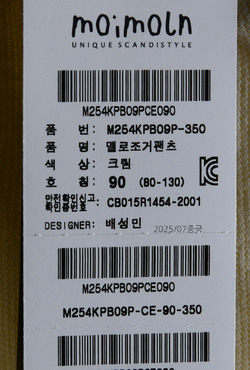 moimoln
UNIQUE SCANDISTYLE
M254KPB09PCE090
품 번: M254KPB09P-350
품 명: 멜로조거팬츠
색 상: 크림
호 칭: 90 (80-130)
안전확인신고
확인증번호: CB015R1454-2001
DESIGNER: 배성민
2025/07중국
M254KPB09PCE090
M254KPB09P-CE-90-350